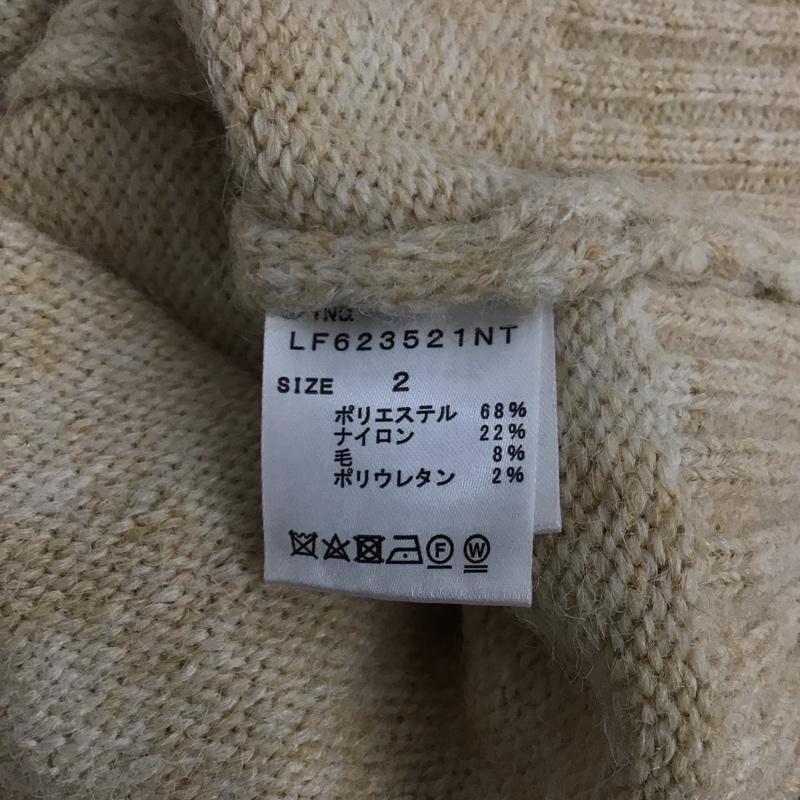 LF623521NT
SIZE 2
ポリエステル 68%
ナイロン 22%
毛 8%
ポリウレタン 2%
F W